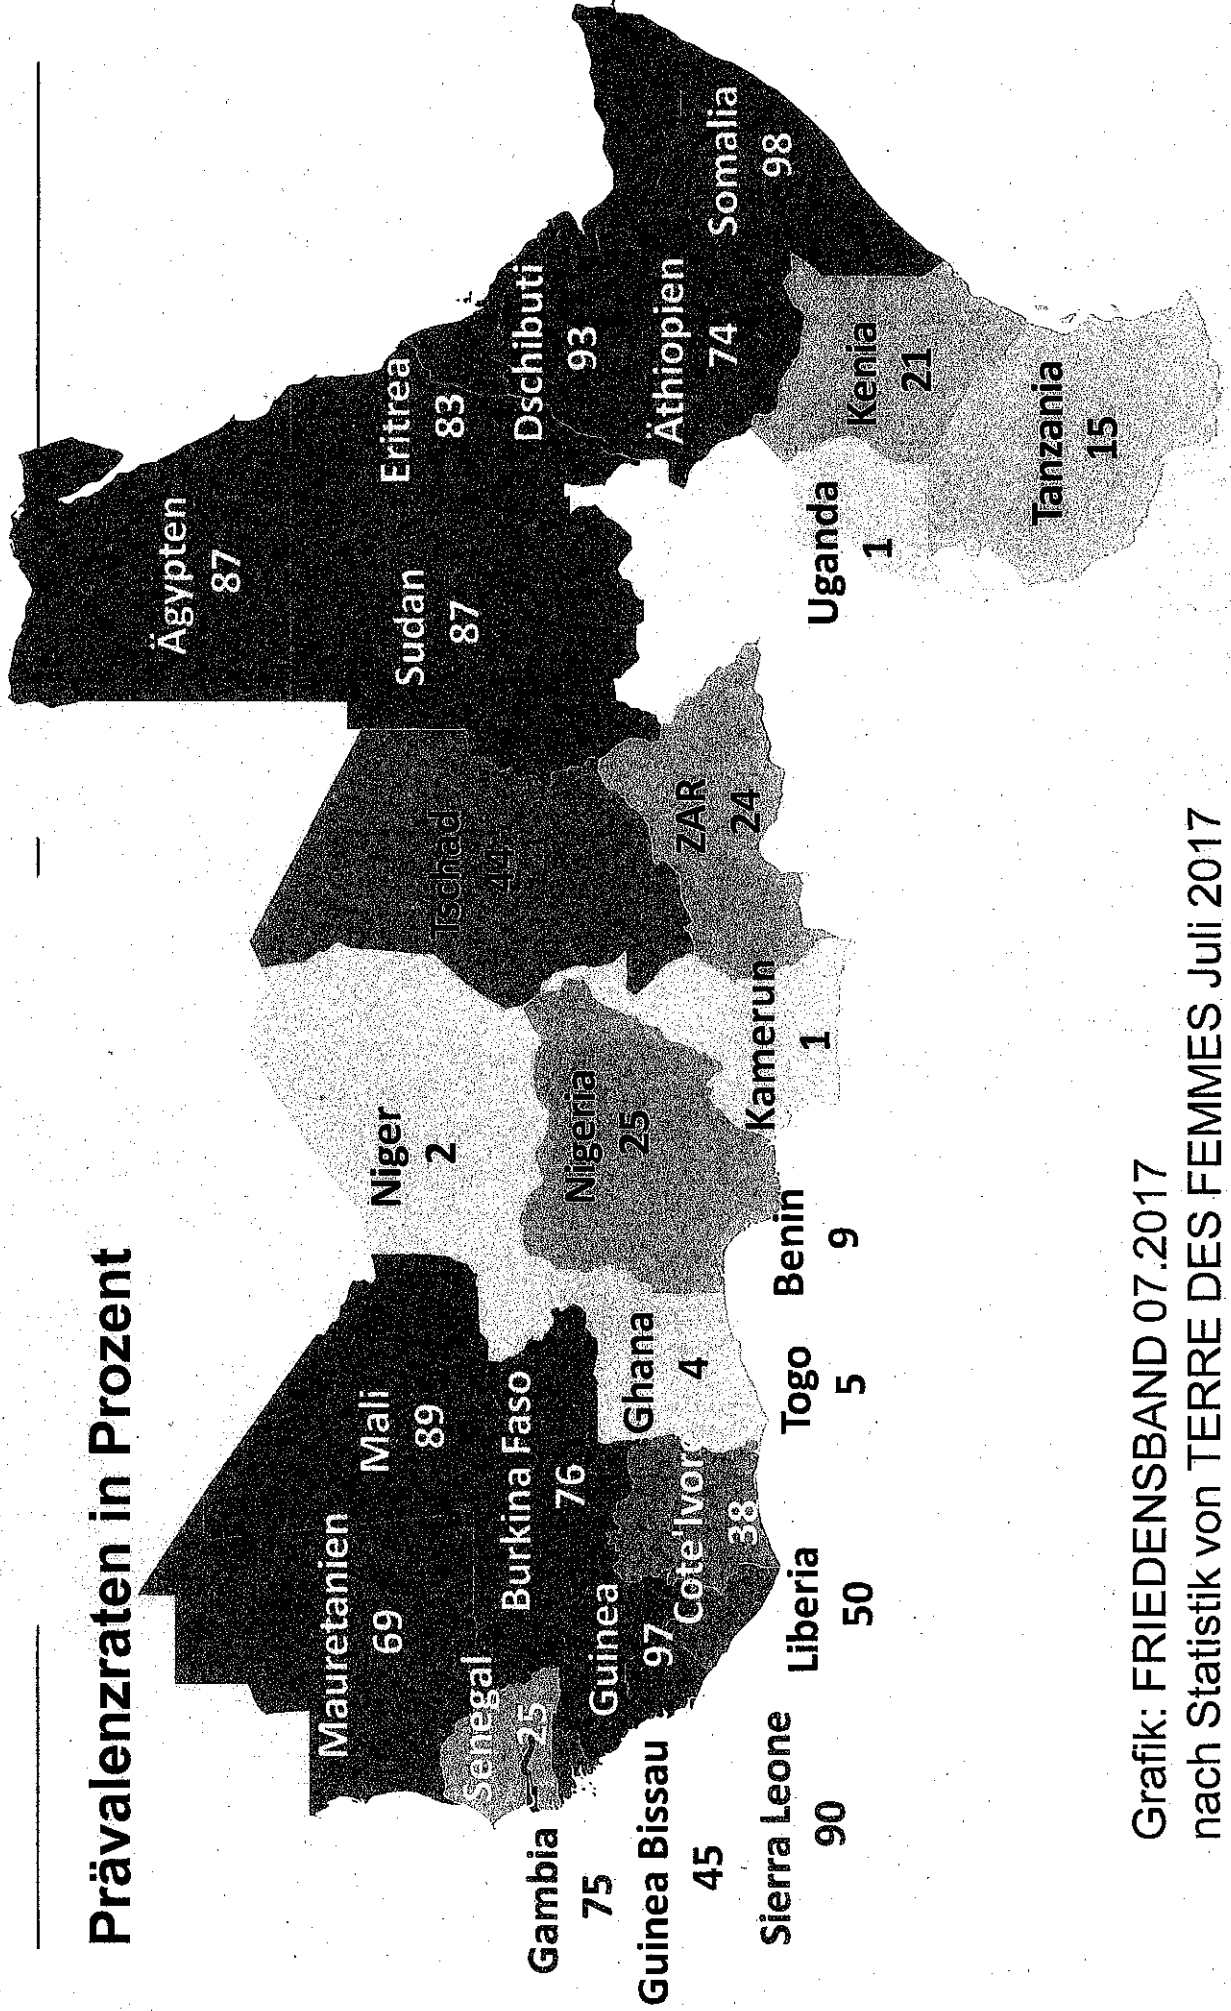 Prävalenzraten in Prozent
Ägypten
87
Mauretanien
69
Mali
89
Niger
2
Tschad
44
Sudan
87
Eritrea
83
Senegal
25
Burkina Faso
76
Dschibuti
93
Gambia
75
Guinea
97
Nigeria
25
Äthiopien
74
Somalia
98
Guinea Bissau
45
Cote'Ivor
38
Ghana
4
ZAR
24
Sierra Leone
90
Liberia
50
Togo
5
Benin
9
Kamerun
1
Uganda
1
Kenia
21
Tanzania
15
Grafik: FRIEDENSBAND 07.2017
nach Statistik von TERRE DES FEMMES Juli 2017